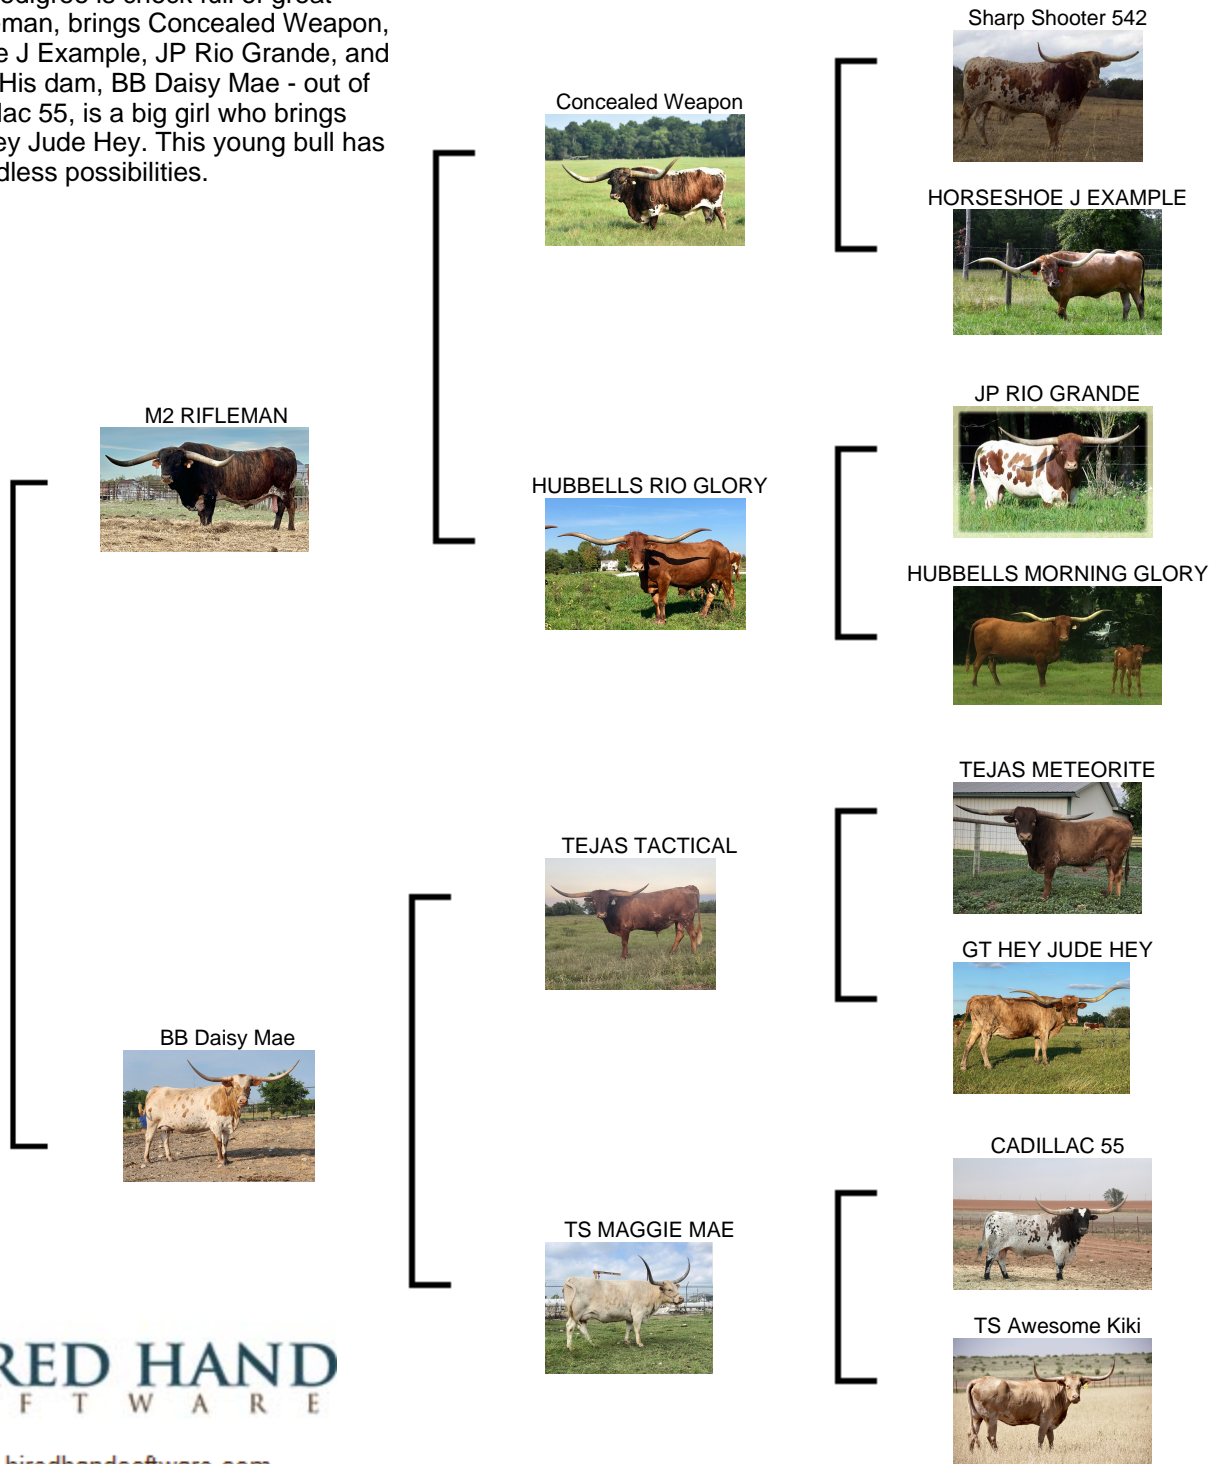 eman, brings Concealed Weapon,
e J Example, JP Rio Grande, and
His dam, BB Daisy Mae - out of
lac 55, is a big girl who brings
ey Jude Hey. This young bull has
dless possibilities.
Sharp Shooter 542
Concealed Weapon
HORSESHOE J EXAMPLE
M2 RIFLEMAN
JP RIO GRANDE
HUBBELLS RIO GLORY
HUBBELLS MORNING GLORY
TEJAS METEORITE
TEJAS TACTICAL
GT HEY JUDE HEY
BB Daisy Mae
CADILLAC 55
TS MAGGIE MAE
TS Awesome Kiki
RED HAND
F T W A R E